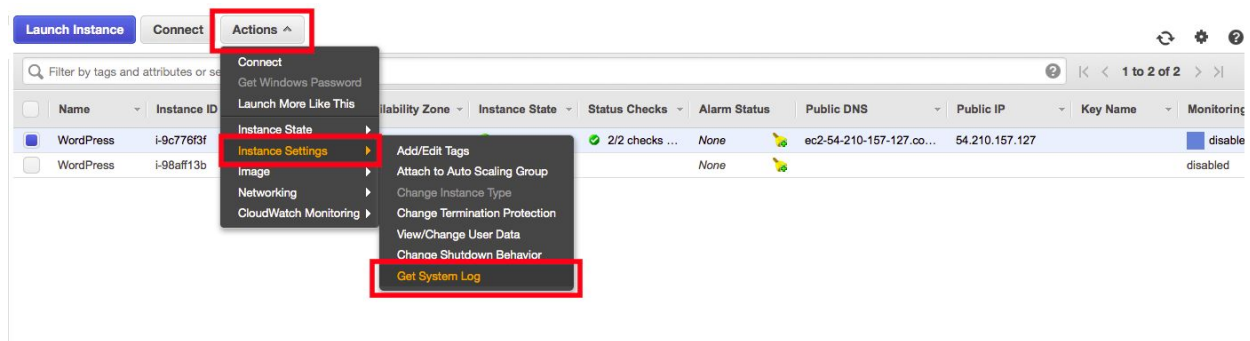 Launch Instance Connect Actions
Filter by tags and attributes or se
1 to 2 of 2
Name Instance ID ilability Zone Instance State Status Checks Alarm Status Public DNS Public IP Key Name Monitoring
WordPress i-9c776f3f 2/2 checks ... None ec2-54-210-157-127.co... 54.210.157.127 disable
WordPress i-98aff13b None disabled
Connect
Get Windows Password
Launch More Like This
Instance State
Instance Settings
Image
Networking
CloudWatch Monitoring
Add/Edit Tags
Attach to Auto Scaling Group
Change Instance Type
Change Termination Protection
View/Change User Data
Change Shutdown Behavior
Get System Log